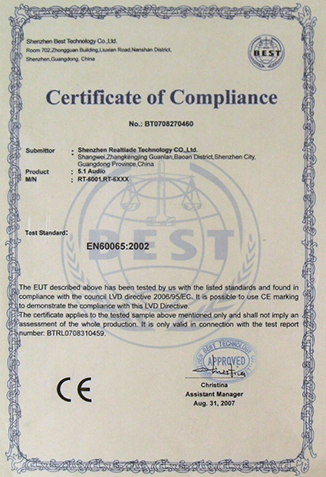 Shenzhen Best Technology Co.,Ltd.
Room 702,Zhongguan Building,Liuxian Road,Nanshan District,
Shenzhen,Guangdong, China
BEST
Certificate of Compliance
No.: BT0708270460
Submittor : Shenzhen Realtlade Technology CO.,Ltd.
Shangwei,Zhangkengjing Guanlan,Baoan District,Shenzhen City,
Guangdong Province,China
Product : 5.1 Audio
M/N : RT-6001,RT-6XXX
BEST
Test Standard:
EN60065:2002
The EUT described above has been tested by us with the listed standards and found in
compliance with the council LVD directive 2006/95/EC. It is possible to use CE marking
to demonstrate the compliance with this LVD Directive.
The certificate applies to the tested sample above mentioned only and shall not imply an
assessment of the whole production. It is only valid in connection with the test report
number: BTRL0708310459.
BEST TECHNOLOGY
APPROVED
CE
Christina
Assistant Manager
Aug. 31, 2007